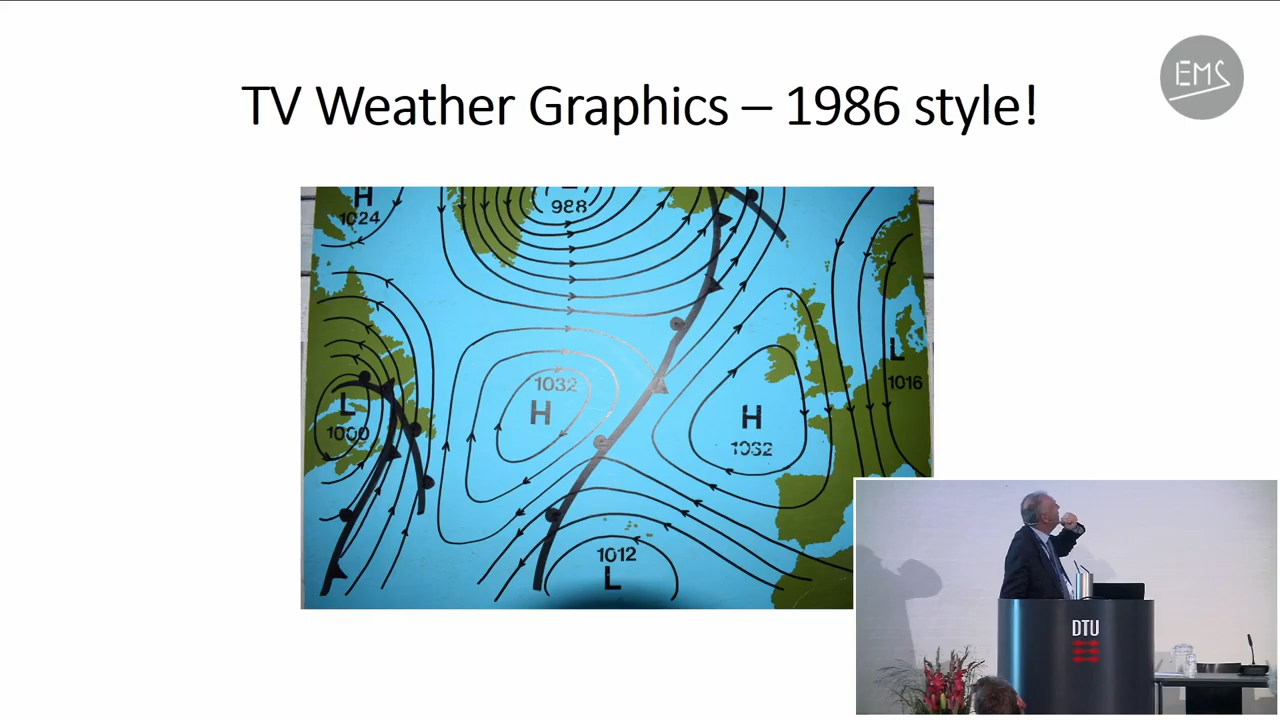 EMS
TV Weather Graphics – 1986 style!
H
1024
988
1032
H
H
1032
L
1016
L
1000
1012
L
DTU